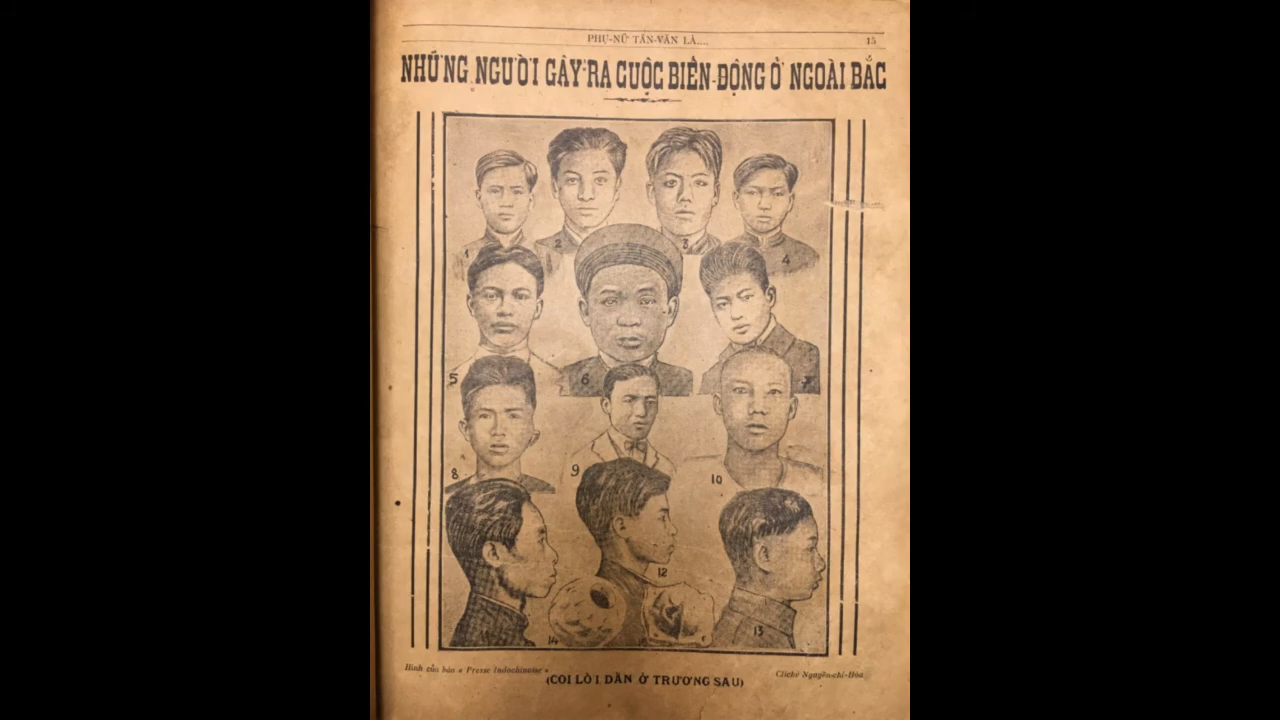 PHỤ-NỮ TÂN-VĂN LÀ.... 15
NHỮNG NGƯỜI GÂY RA CUỘC BIẾN-ĐỘNG Ở NGOÀI BẮC
1 2 3 4
5 6 7
8 9 10
12
14 13
Hình của báo « Presse Indochinoise » Cliché Nguyễn-chí-Hòa
(COI LỜI DẪN Ở TRƯƠNG SAU)